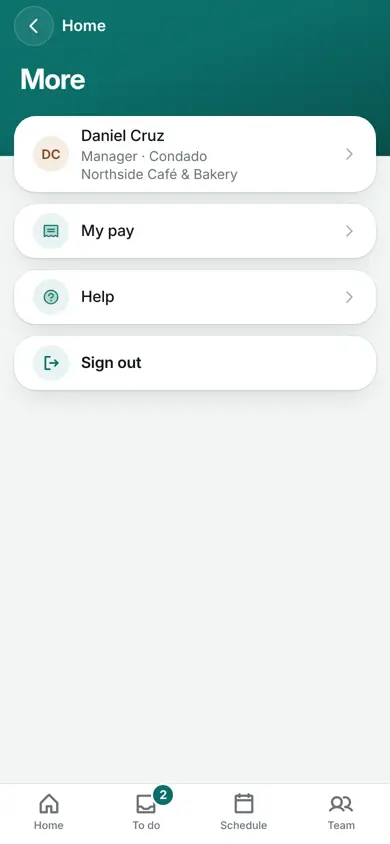 Home
More
DC
Daniel Cruz
Manager · Condado
Northside Café & Bakery
My pay
Help
Sign out
2
Home
To do
Schedule
Team